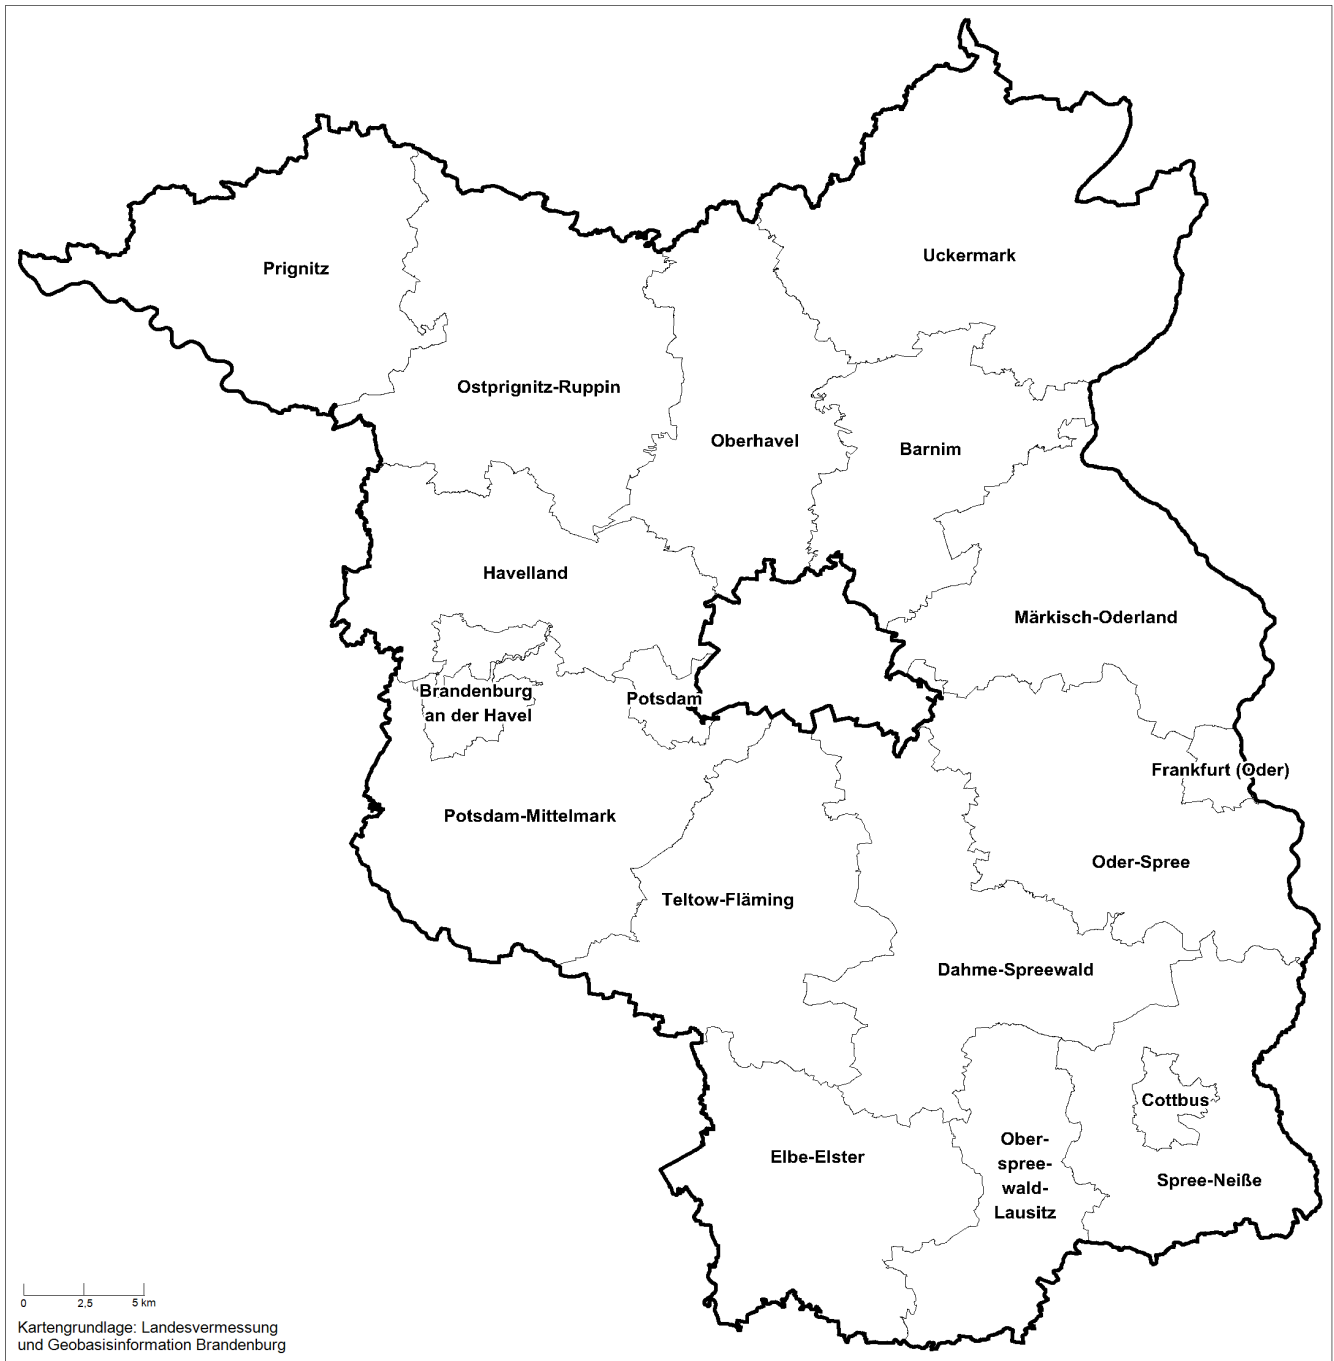 Uckermark
Prignitz
Ostprignitz-Ruppin
Oberhavel
Barnim
Havelland
Märkisch-Oderland
Brandenburg
an der Havel
Potsdam
Frankfurt (Oder)
Potsdam-Mittelmark
Oder-Spree
Teltow-Fläming
Dahme-Spreewald
Cottbus
Elbe-Elster
Ober-
spree-
wald-
Lausitz
Spree-Neiße
0 2,5 5 km
Kartengrundlage: Landesvermessung
und Geobasisinformation Brandenburg